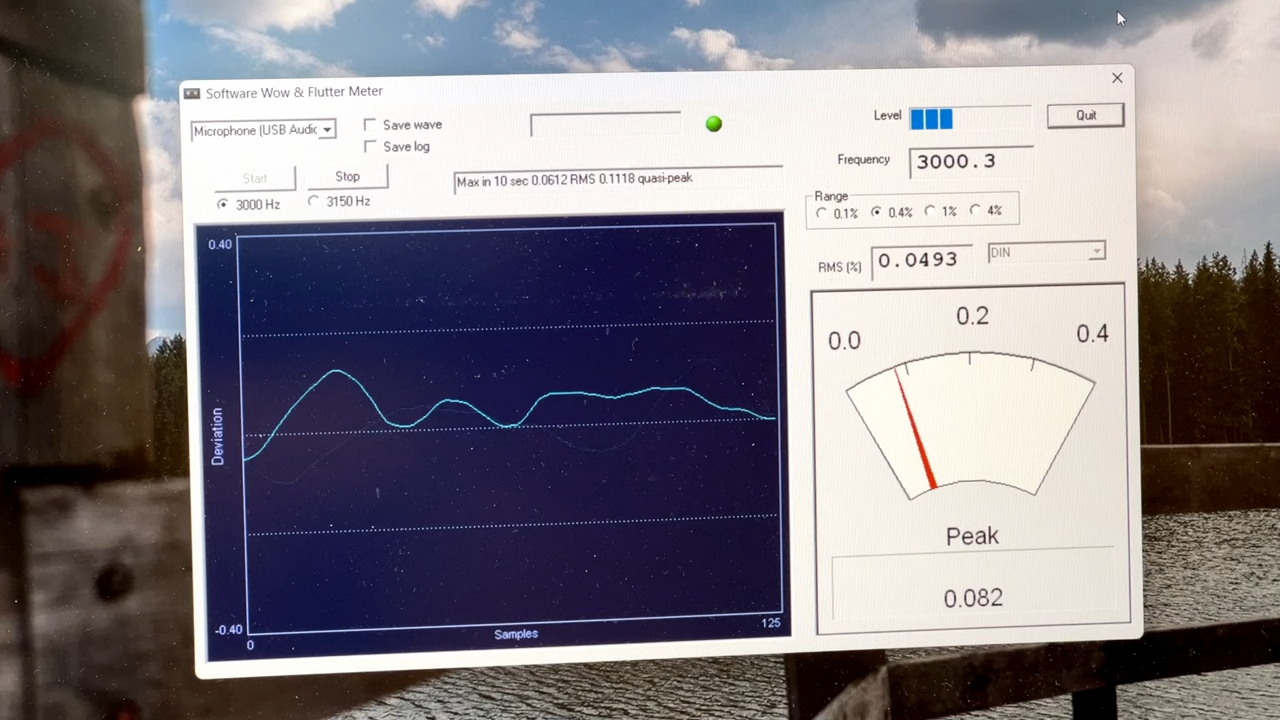 Software Wow & Flutter Meter
Microphone (USB Audic
Save wave
Save log
Level
Quit
Frequency
3000.3
Start
Stop
Max in 10 sec 0.0612 RMS 0.1118 quasi-peak
3000 Hz
3150 Hz
Range
0.1%
0.4%
1%
4%
RMS (%)
0.0493
DIN
0.40
Deviation
-0.40
0
Samples
125
0.0
0.2
0.4
Peak
0.082